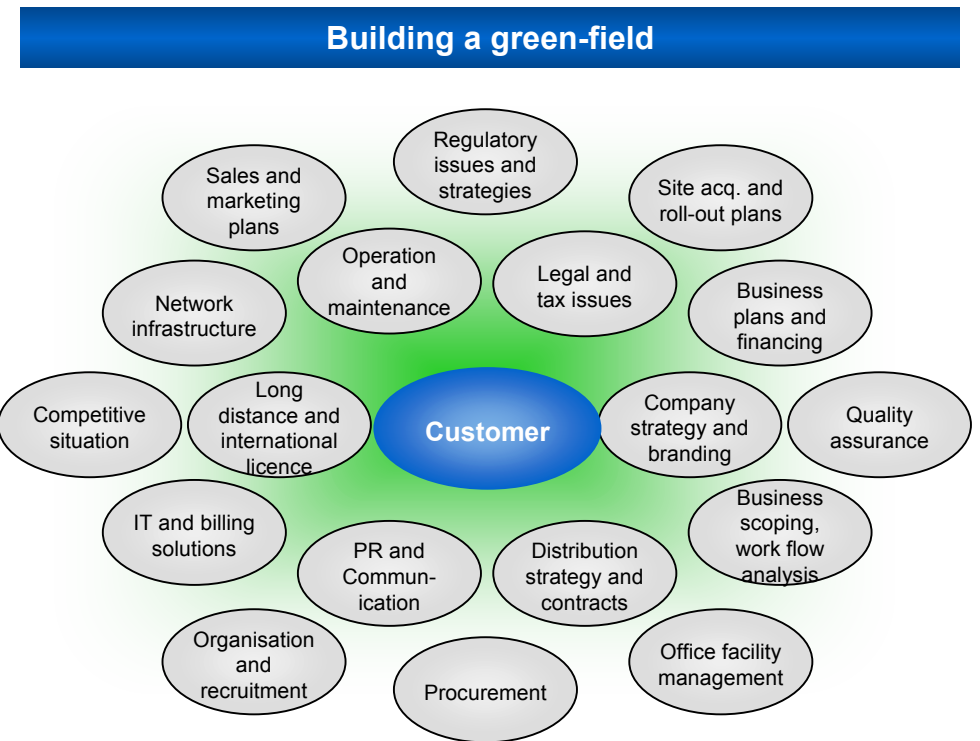 Building a green-field
Regulatory
issues and
strategies
Sales and
marketing
plans
Site acq. and
roll-out plans
Operation
and
maintenance
Legal and
tax issues
Network
infrastructure
Business
plans and
financing
Competitive
situation
Long
distance and
international
licence
Customer
Company
strategy and
branding
Quality
assurance
IT and billing
solutions
Business
scoping,
work flow
analysis
PR and
Commun-
ication
Distribution
strategy and
contracts
Organisation
and
recruitment
Procurement
Office facility
management